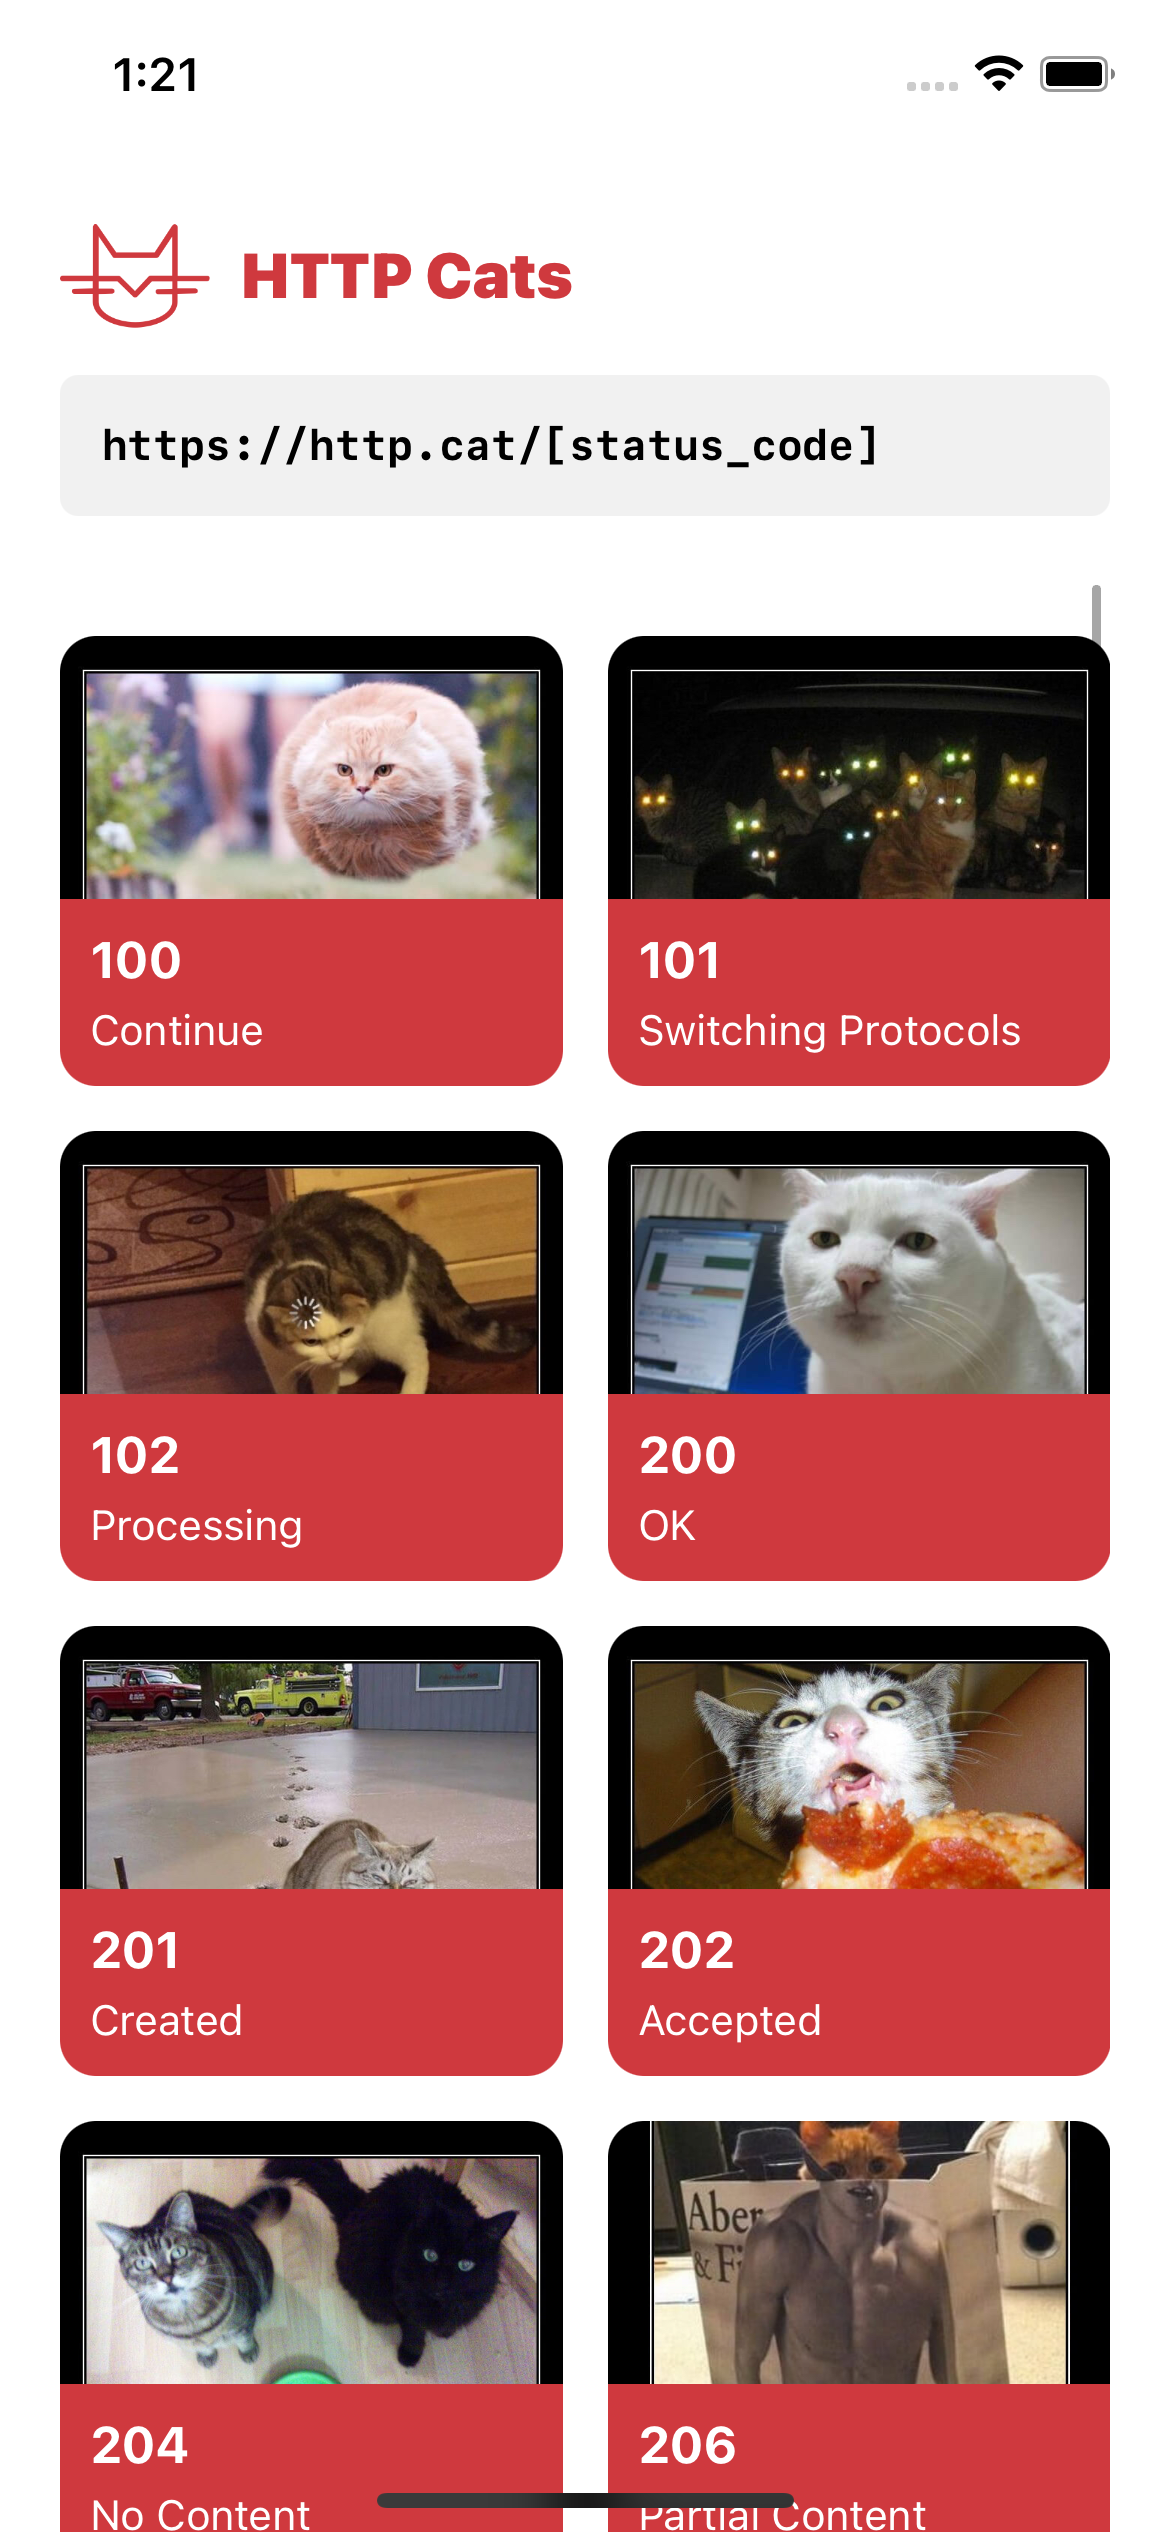 1:21
HTTP Cats
https://http.cat/[status_code]
100
Continue
101
Switching Protocols
102
Processing
200
OK
201
Created
202
Accepted
Aber
& Fi
204
No Content
206
Partial Content